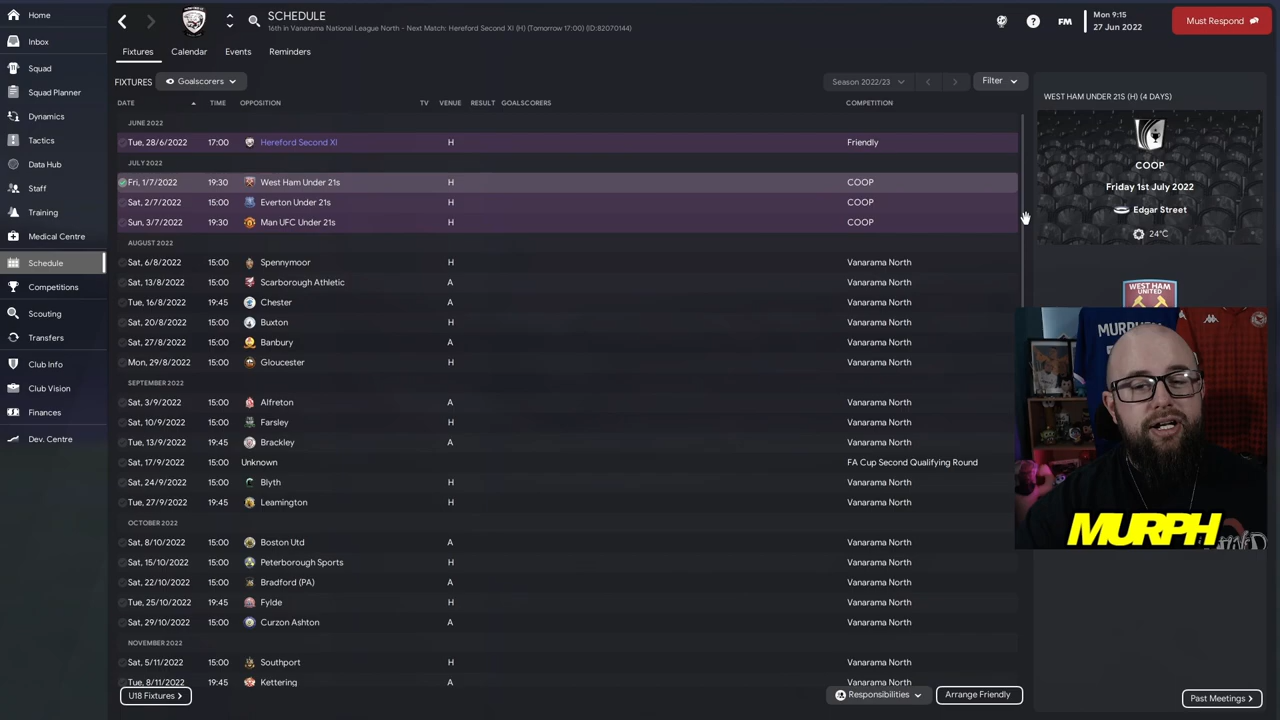 Home
Inbox
Squad
Squad Planner
Dynamics
Tactics
Data Hub
Staff
Training
Medical Centre
Schedule
Competitions
Scouting
Transfers
Club Info
Club Vision
Finances
Dev. Centre
SCHEDULE
16th in Vanarama National League North - Next Match: Hereford Second XI (H) (Tomorrow 17:00) (ID:82070144)
FM
Mon 9:15
27 Jun 2022
Must Respond
Fixtures Calendar Events Reminders
FIXTURES Goalscorers Season 2022/23 Filter
DATE TIME OPPOSITION TV VENUE RESULT GOALSCORERS COMPETITION
JUNE 2022
Tue, 28/6/2022 17:00 Hereford Second XI H Friendly
JULY 2022
Fri, 1/7/2022 19:30 West Ham Under 21s H COOP
Sat, 2/7/2022 15:00 Everton Under 21s H COOP
Sun, 3/7/2022 19:30 Man UFC Under 21s H COOP
AUGUST 2022
Sat, 6/8/2022 15:00 Spennymoor H Vanarama North
Sat, 13/8/2022 15:00 Scarborough Athletic A Vanarama North
Tue, 16/8/2022 19:45 Chester A Vanarama North
Sat, 20/8/2022 15:00 Buxton H Vanarama North
Sat, 27/8/2022 15:00 Banbury A Vanarama North
Mon, 29/8/2022 15:00 Gloucester H Vanarama North
SEPTEMBER 2022
Sat, 3/9/2022 15:00 Alfreton A Vanarama North
Sat, 10/9/2022 15:00 Farsley H Vanarama North
Tue, 13/9/2022 19:45 Brackley A Vanarama North
Sat, 17/9/2022 15:00 Unknown FA Cup Second Qualifying Round
Sat, 24/9/2022 15:00 Blyth H Vanarama North
Tue, 27/9/2022 19:45 Leamington H Vanarama North
OCTOBER 2022
Sat, 8/10/2022 15:00 Boston Utd A Vanarama North
Sat, 15/10/2022 15:00 Peterborough Sports H Vanarama North
Sat, 22/10/2022 15:00 Bradford (PA) A Vanarama North
Tue, 25/10/2022 19:45 Fylde H Vanarama North
Sat, 29/10/2022 15:00 Curzon Ashton A Vanarama North
NOVEMBER 2022
Sat, 5/11/2022 15:00 Southport H Vanarama North
Tue, 8/11/2022 19:45 Kettering A Vanarama North
U18 Fixtures
Responsibilities
Arrange Friendly
WEST HAM UNDER 21S (H) (4 DAYS)
COOP
Friday 1st July 2022
Edgar Street
24°C
WEST HAM
UNITED
MURPH
MURPH
Past Meetings